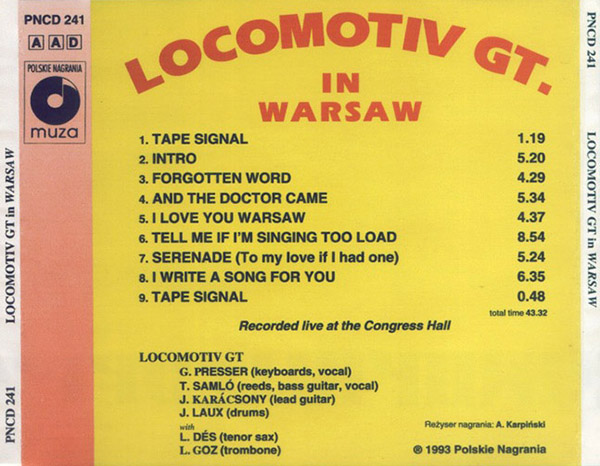 PNCD 241
AAD
POLSKIE NAGRANIA
muza
LOCOMOTIV GT.
IN
WARSAW
1. TAPE SIGNAL 1.19
2. INTRO 5.20
3. FORGOTTEN WORD 4.29
4. AND THE DOCTOR CAME 5.34
5. I LOVE YOU WARSAW 4.37
6. TELL ME IF I'M SINGING TOO LOAD 8.54
7. SERENADE (To my love if I had one) 5.24
8. I WRITE A SONG FOR YOU 6.35
9. TAPE SIGNAL 0.48
total time 43.32
Recorded live at the Congress Hall
LOCOMOTIV GT
G. PRESSER (keyboards, vocal)
T. SAMLÓ (reeds, bass guitar, vocal)
J. KARÁCSONY (lead guitar)
J. LAUX (drums)
with
L. DÉS (tenor sax)
L. GOZ (trombone)
Reżyser nagrania: A. Karpiński
℗ 1993 Polskie Nagrania
PNCD 241 LOCOMOTIV GT in WARSAW
PNCD 241 LOCOMOTIV GT in WARSAW